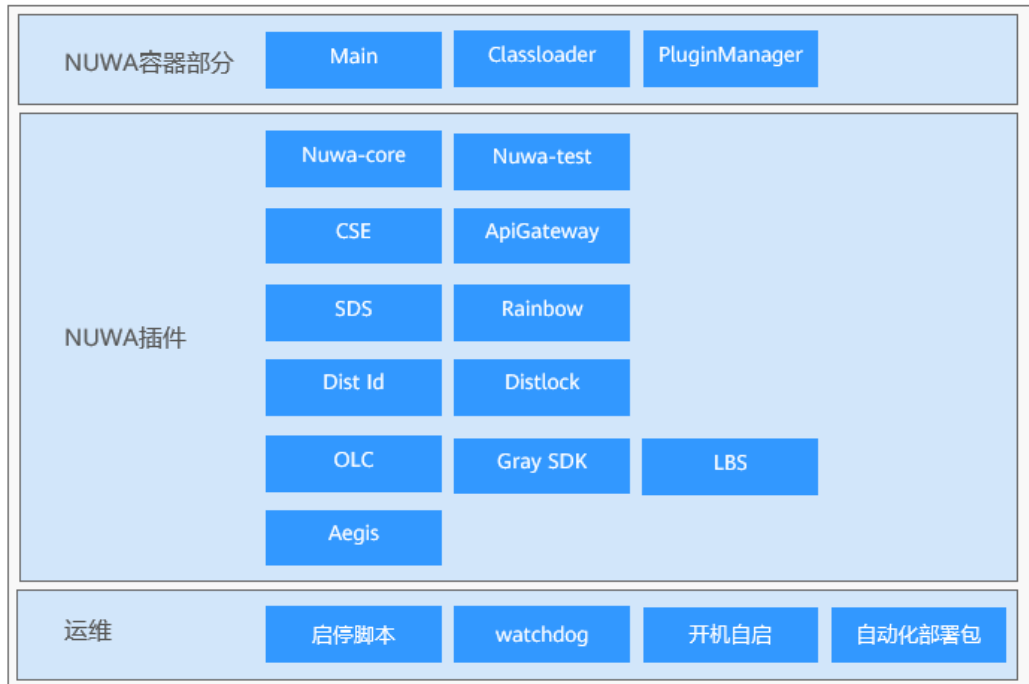 NUWA容器部分
Main
Classloader
PluginManager
NUWA插件
Nuwa-core
Nuwa-test
CSE
ApiGateway
SDS
Rainbow
Dist Id
Distlock
OLC
Gray SDK
LBS
Aegis
运维
启停脚本
watchdog
开机自启
自动化部署包